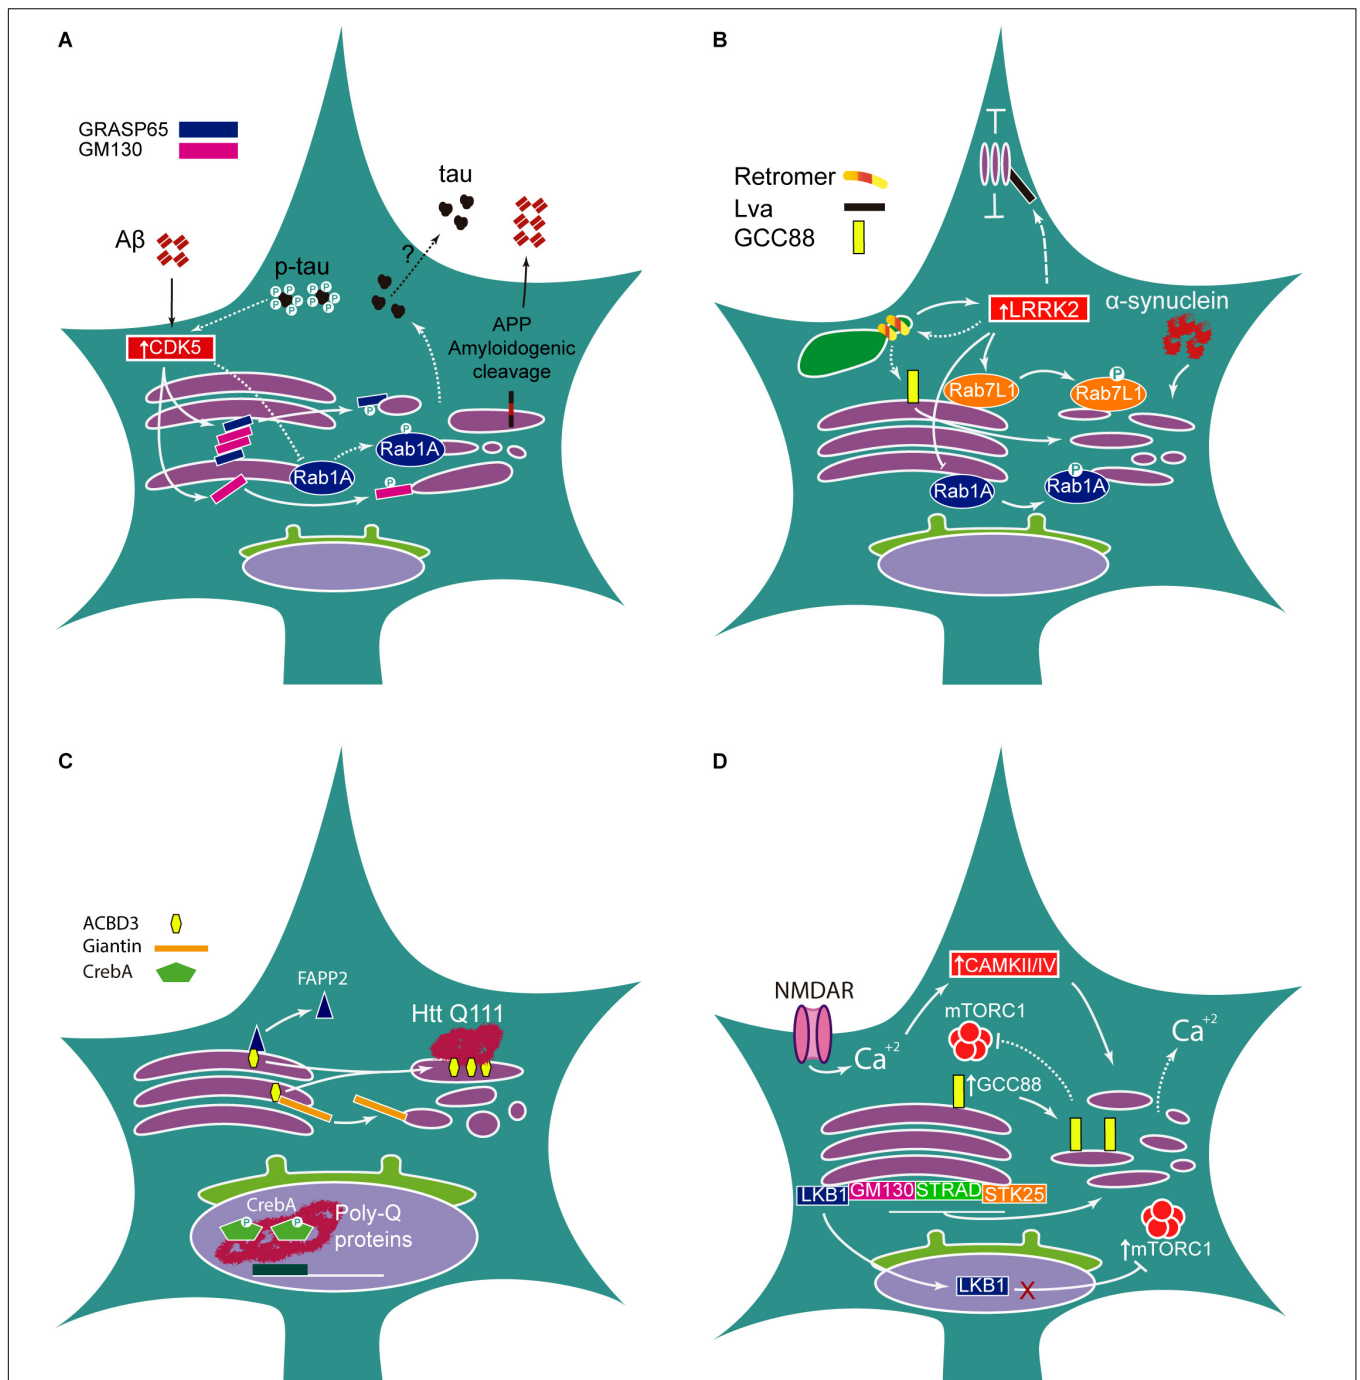 A
GRASP65
GM130
tau
Aβ
?
p-tau
P P P P P P
P P P P P
↑CDK5
APP
Amyloidogenic
cleavage
P
P
Rab1A
Rab1A
P
B
Retromer
Lva
GCC88
↑LRRK2
α-synuclein
P
Rab7L1
Rab7L1
P
Rab1A
Rab1A
C
ACBD3
Giantin
CrebA
FAPP2
Htt Q111
CrebA
P P
Poly-Q
proteins
D
↑CAMKII/IV
NMDAR
mTORC1
Ca+2
Ca+2
↑GCC88
LKB1 GM130 STRAD STK25
↑mTORC1
LKB1
X